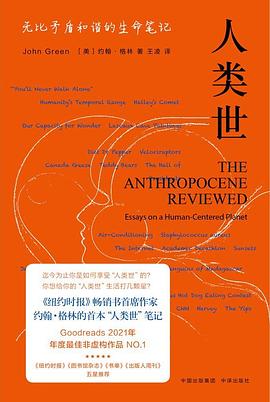 无比矛盾和谐的生命笔记
John Green [美]约翰·格林 著 王凌 译
人类世
"You'll Never Walk Alone"
Humanity's Temporal Range Halley's Comet
Our Capacity for Wonder Lascaux Cave Paintings
Diet Dr Pepper Velociraptors
Canada Geese Teddy Bears The Hall of
THE
ANTHROPOCENE
REVIEWED
Essays on a Human-Centered Planet
Air-Conditioning Staphylococcus aureus
The Internet Academic Decathlon Sunsets
Penguins of Madagascar
Hot Dog Eating Contest
CNN Harvey The Yips
迄今为止你是如何享受“人类世”的?
你想给你的“人类世”生活打几颗星?
《纽约时报》畅销书首席作家
约翰·格林的首本“人类世”笔记
Goodreads 2021年
年度最佳非虚构作品 NO.1
★★★★★
《纽约时报》《图书馆杂志》《书单》《出版人周刊》
五星推荐
中国出版集团 中译出版社